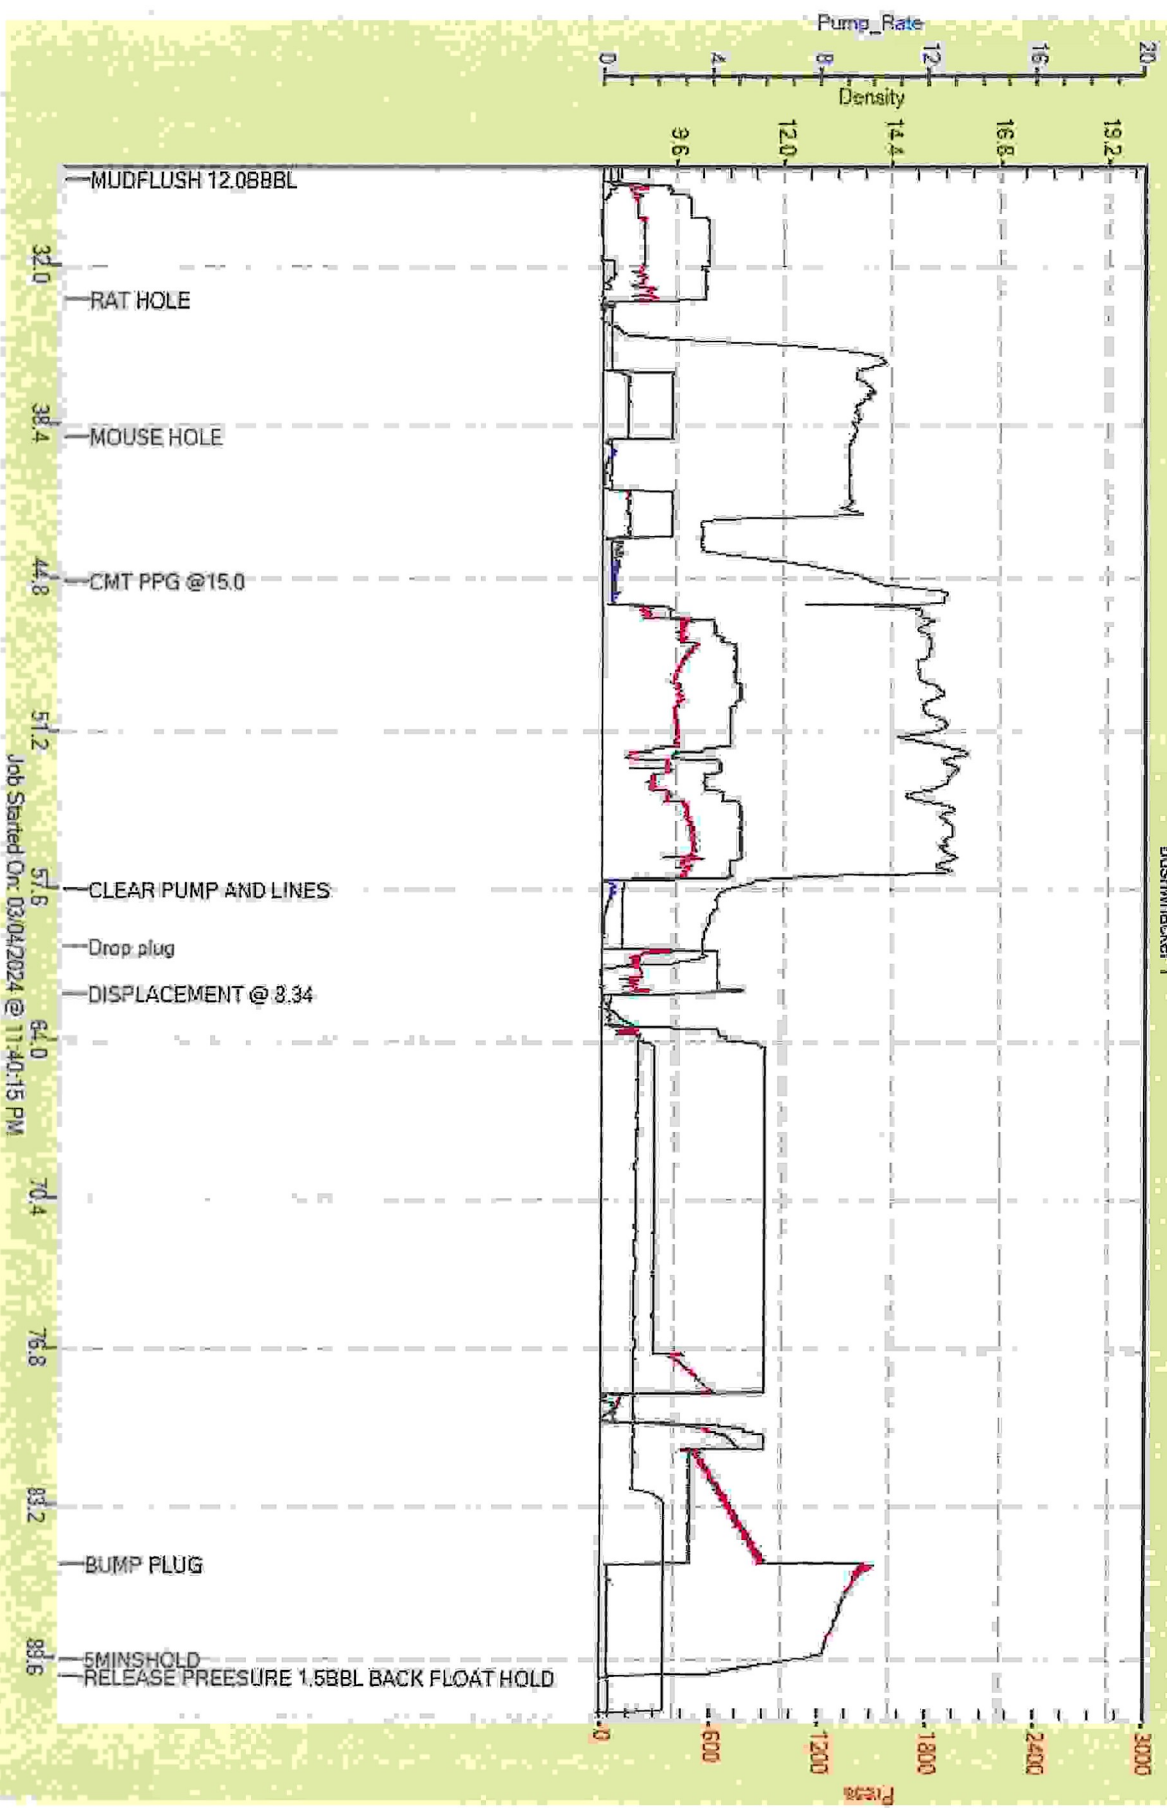 Pump_Rate
0 4 8 12 16 20
Density
9.6 12.0 14.4 16.8 19.2
MUDFLUSH 12.0BBBL
32.0
RAT HOLE
38.4
MOUSE HOLE
44.8
CMT PPG @15.0
51.2
57.6
CLEAR PUMP AND LINES
Drop plug
DISPLACEMENT @ 8.34
64.0
70.4
76.8
83.2
BUMP PLUG
89.6
5MINSHOLD
RELEASE PREESURE 1.5BBL BACK FLOAT HOLD
0 600 1200 1800 2400 3000
Press
Job Started On: 03/04/2024 @ 11:40:15 PM